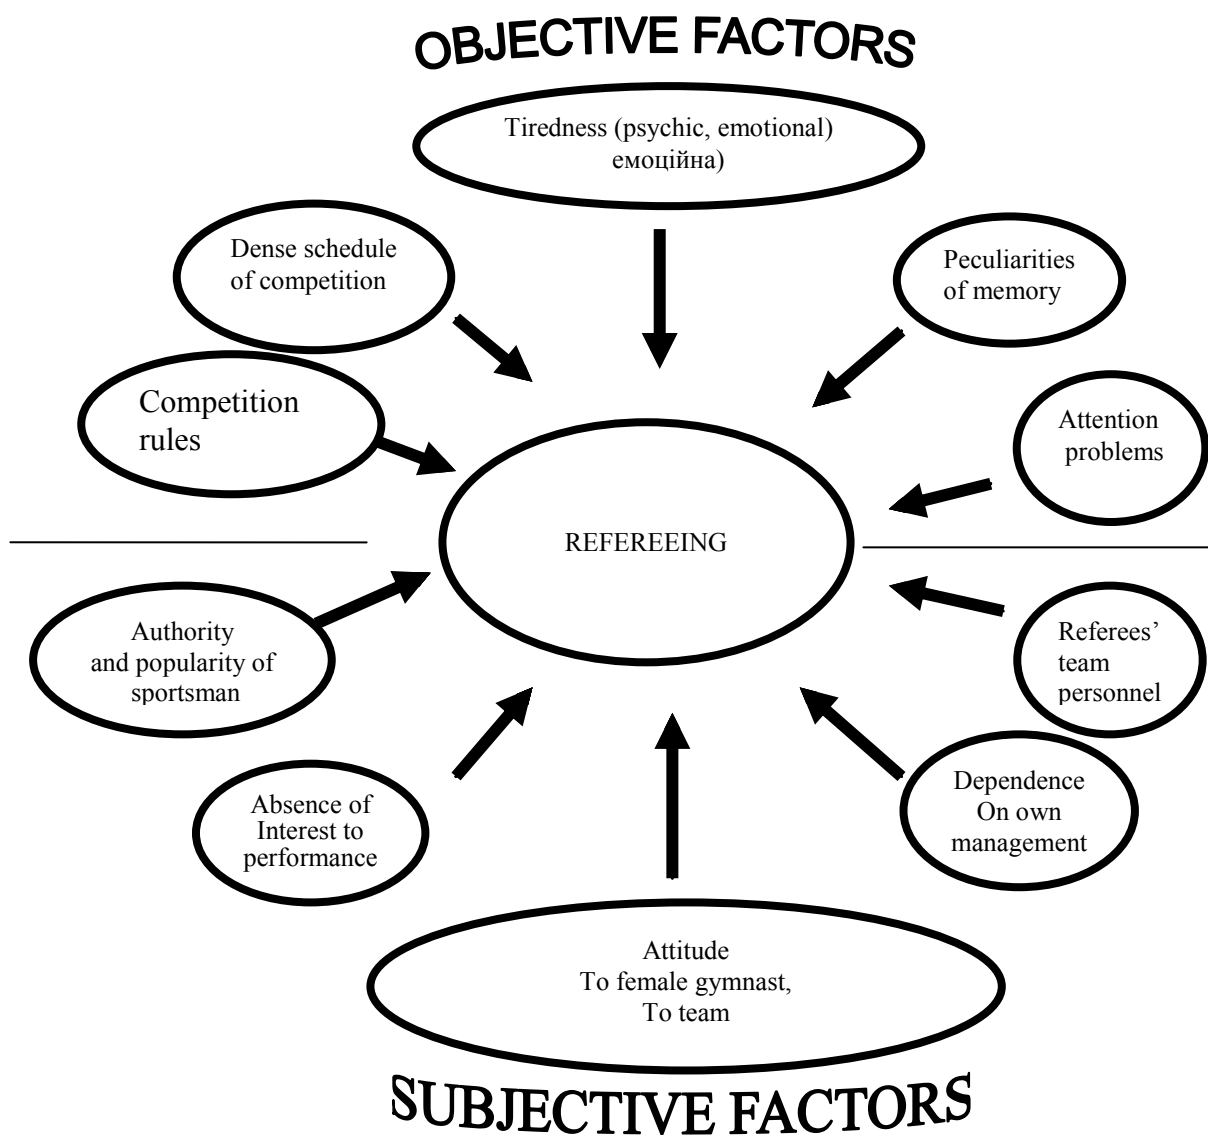 OBJECTIVE FACTORS
Tiredness (psychic, emotional)
емоційна)
Dense schedule
of competition
Peculiarities
of memory
Competition
rules
Attention
problems
REFEREEING
Authority
and popularity of
sportsman
Referees’
team
personnel
Absence of
Interest to
performance
Dependence
On own
management
Attitude
To female gymnast,
To team
SUBJECTIVE FACTORS